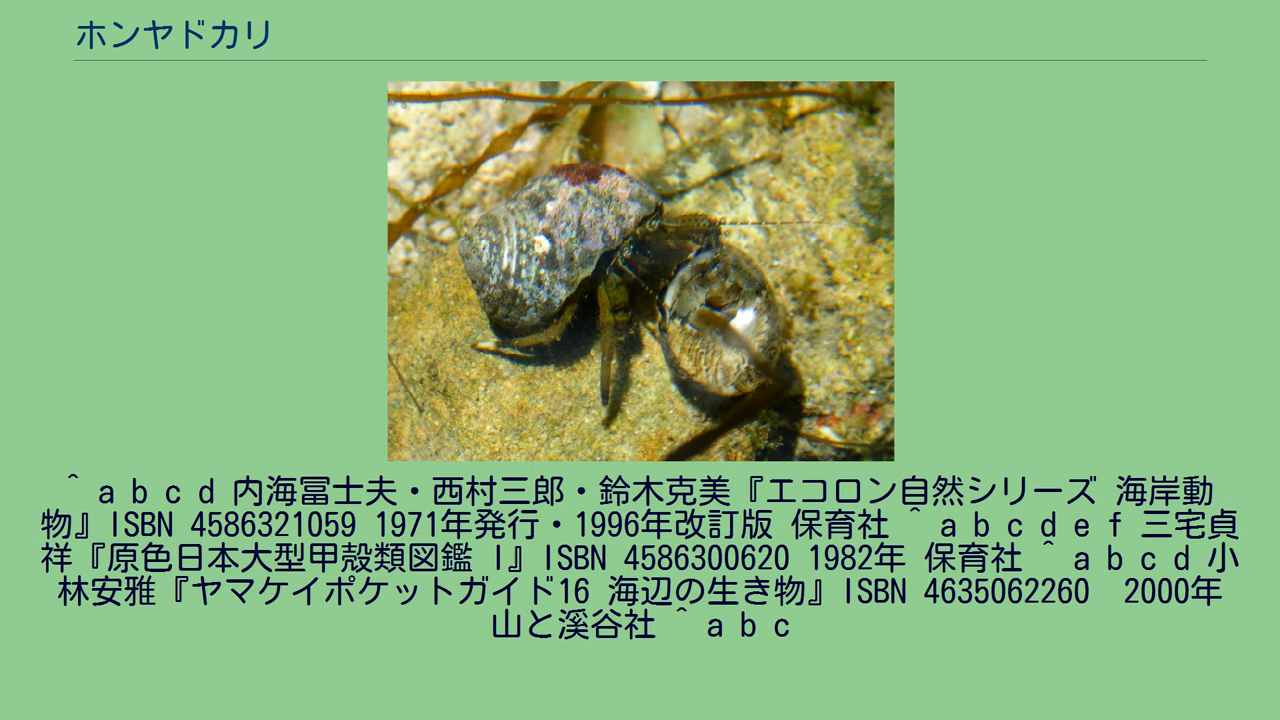 ホンヤドカリ
^ a b c d 内海冨士夫・西村三郎・鈴木克美『エコロン自然シリーズ 海岸動
物』ISBN 4586321059 1971年発行・1996年改訂版 保育社 ^ a b c d e f 三宅貞
祥『原色日本大型甲殻類図鑑 I』ISBN 4586300620 1982年 保育社 ^ a b c d 小
林安雅『ヤマケイポケットガイド16 海辺の生き物』ISBN 4635062260　2000年
山と溪谷社 ^ a b c